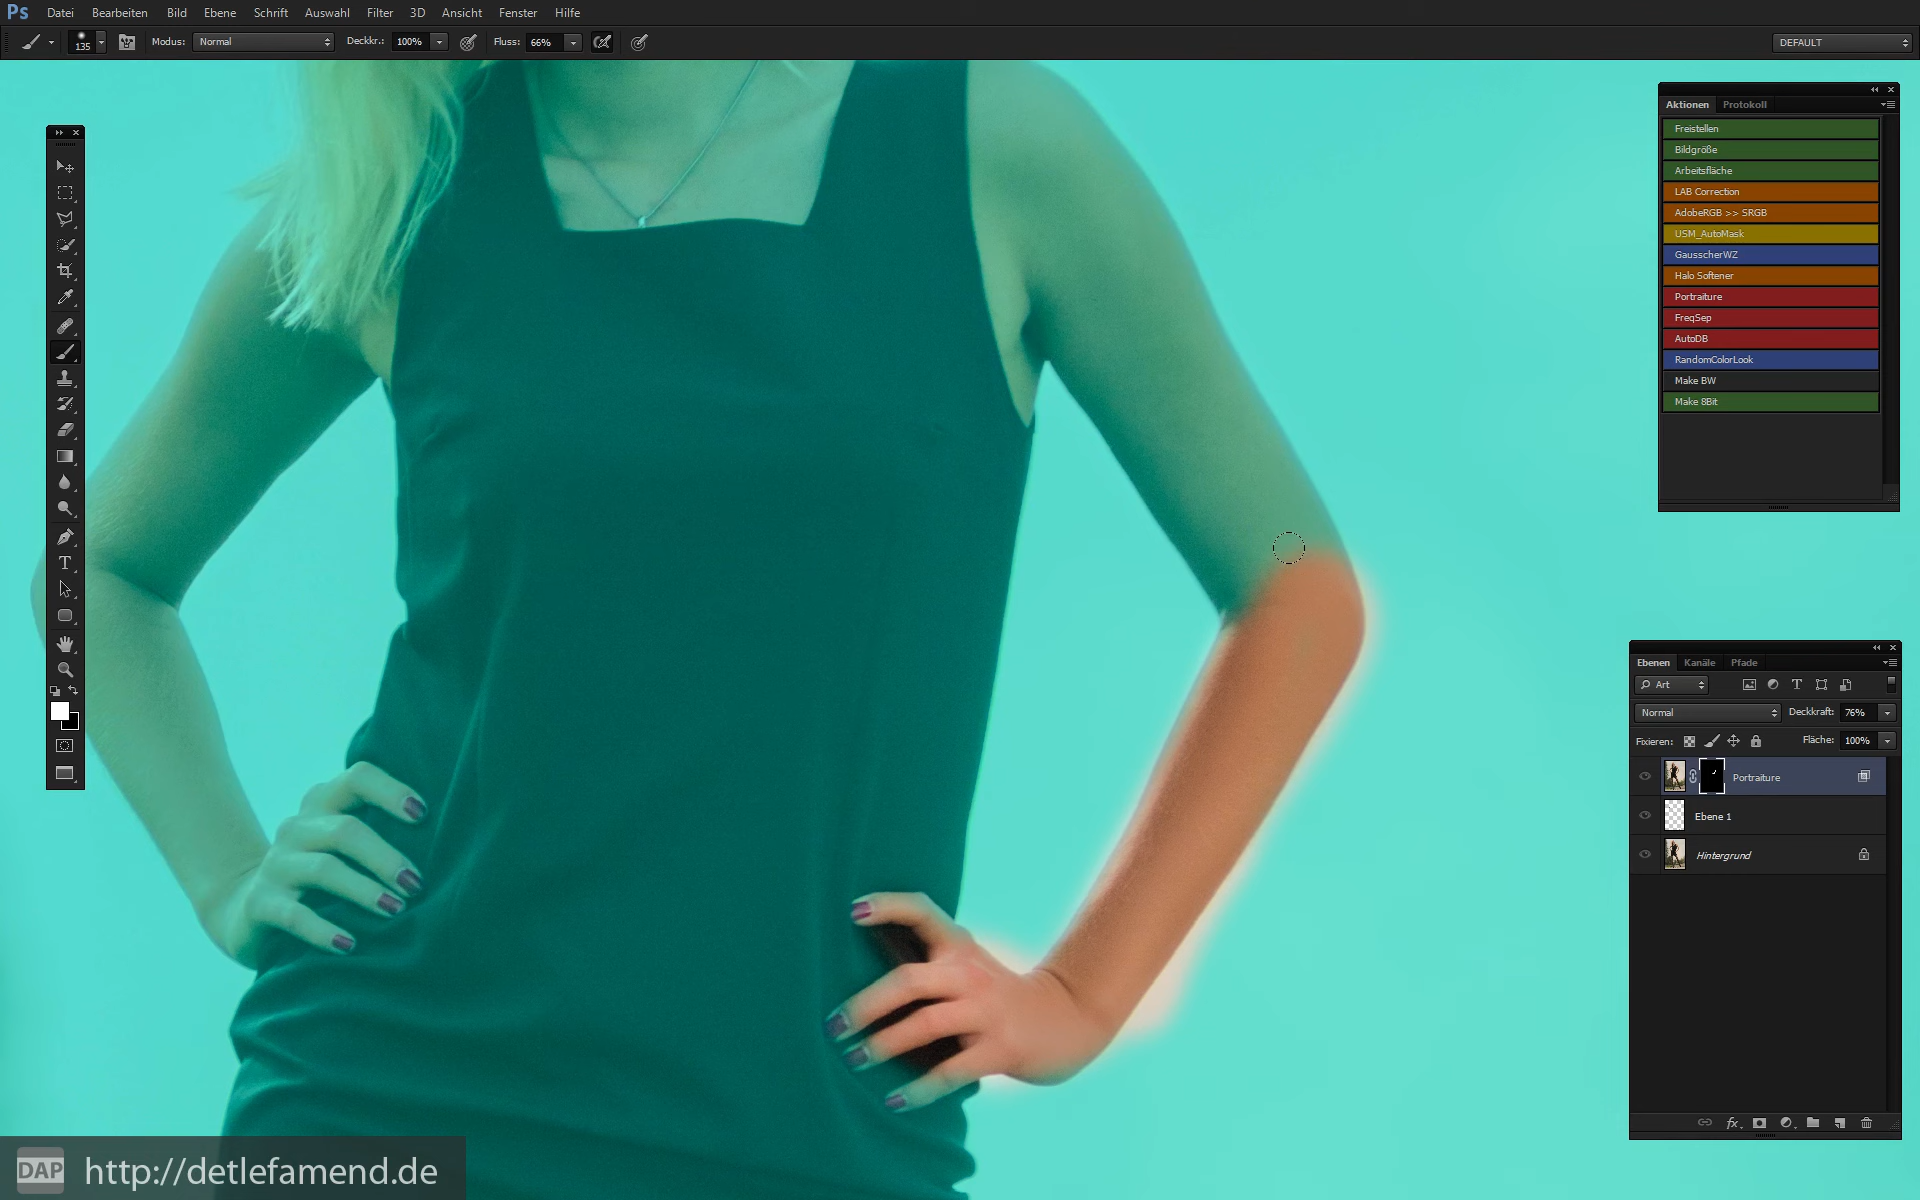 Ps Datei Bearbeiten Bild Ebene Schrift Auswahl Filter 3D Ansicht Fenster Hilfe
135 Modus: Normal Deckkr.: 100% Fluss: 66% DEFAULT
Aktionen Protokoll
Freistellen
Bildgröße
Arbeitsfläche
LAB Correction
AdobeRGB >> SRGB
USM_AutoMask
GausscherWZ
Halo Softener
Portraiture
FreqSep
AutoDB
RandomColorLook
Make BW
Make 8Bit
Ebenen Kanäle Pfade
Art
Normal Deckkraft: 76%
Fixieren: Fläche: 100%
Portraiture
Ebene 1
Hintergrund
fx
DAP http://detlefamend.de